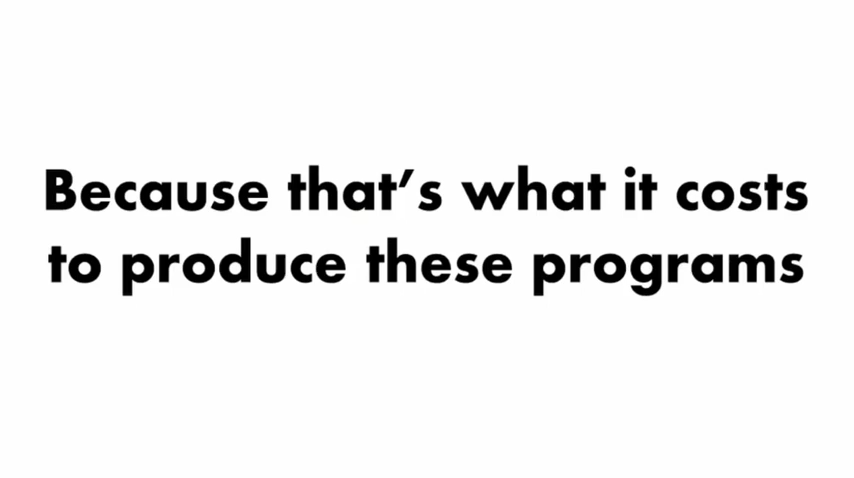 Because that’s what it costs
to produce these programs